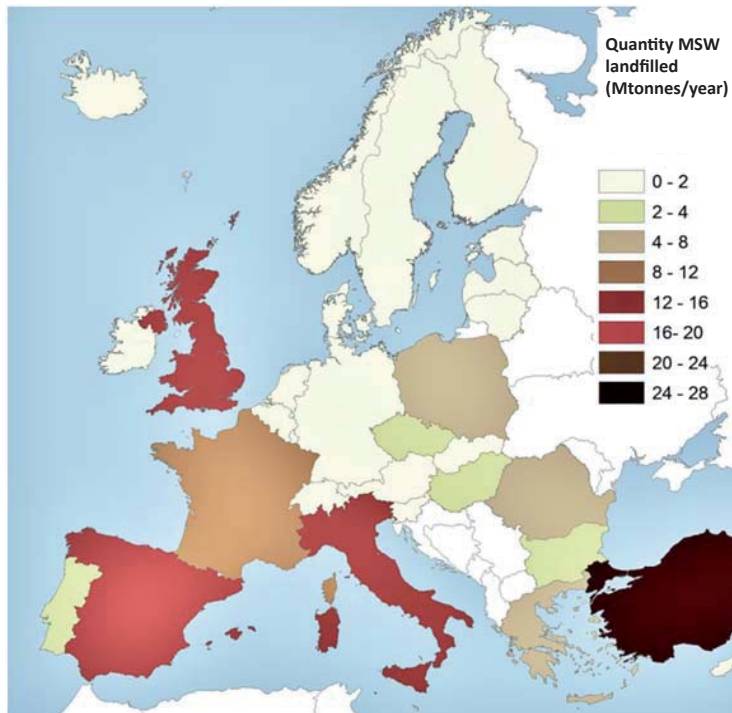 Quantity MSW
landfilled
(Mtonnes/year)
0 - 2
2 - 4
4 - 8
8 - 12
12 - 16
16- 20
20 - 24
24 - 28